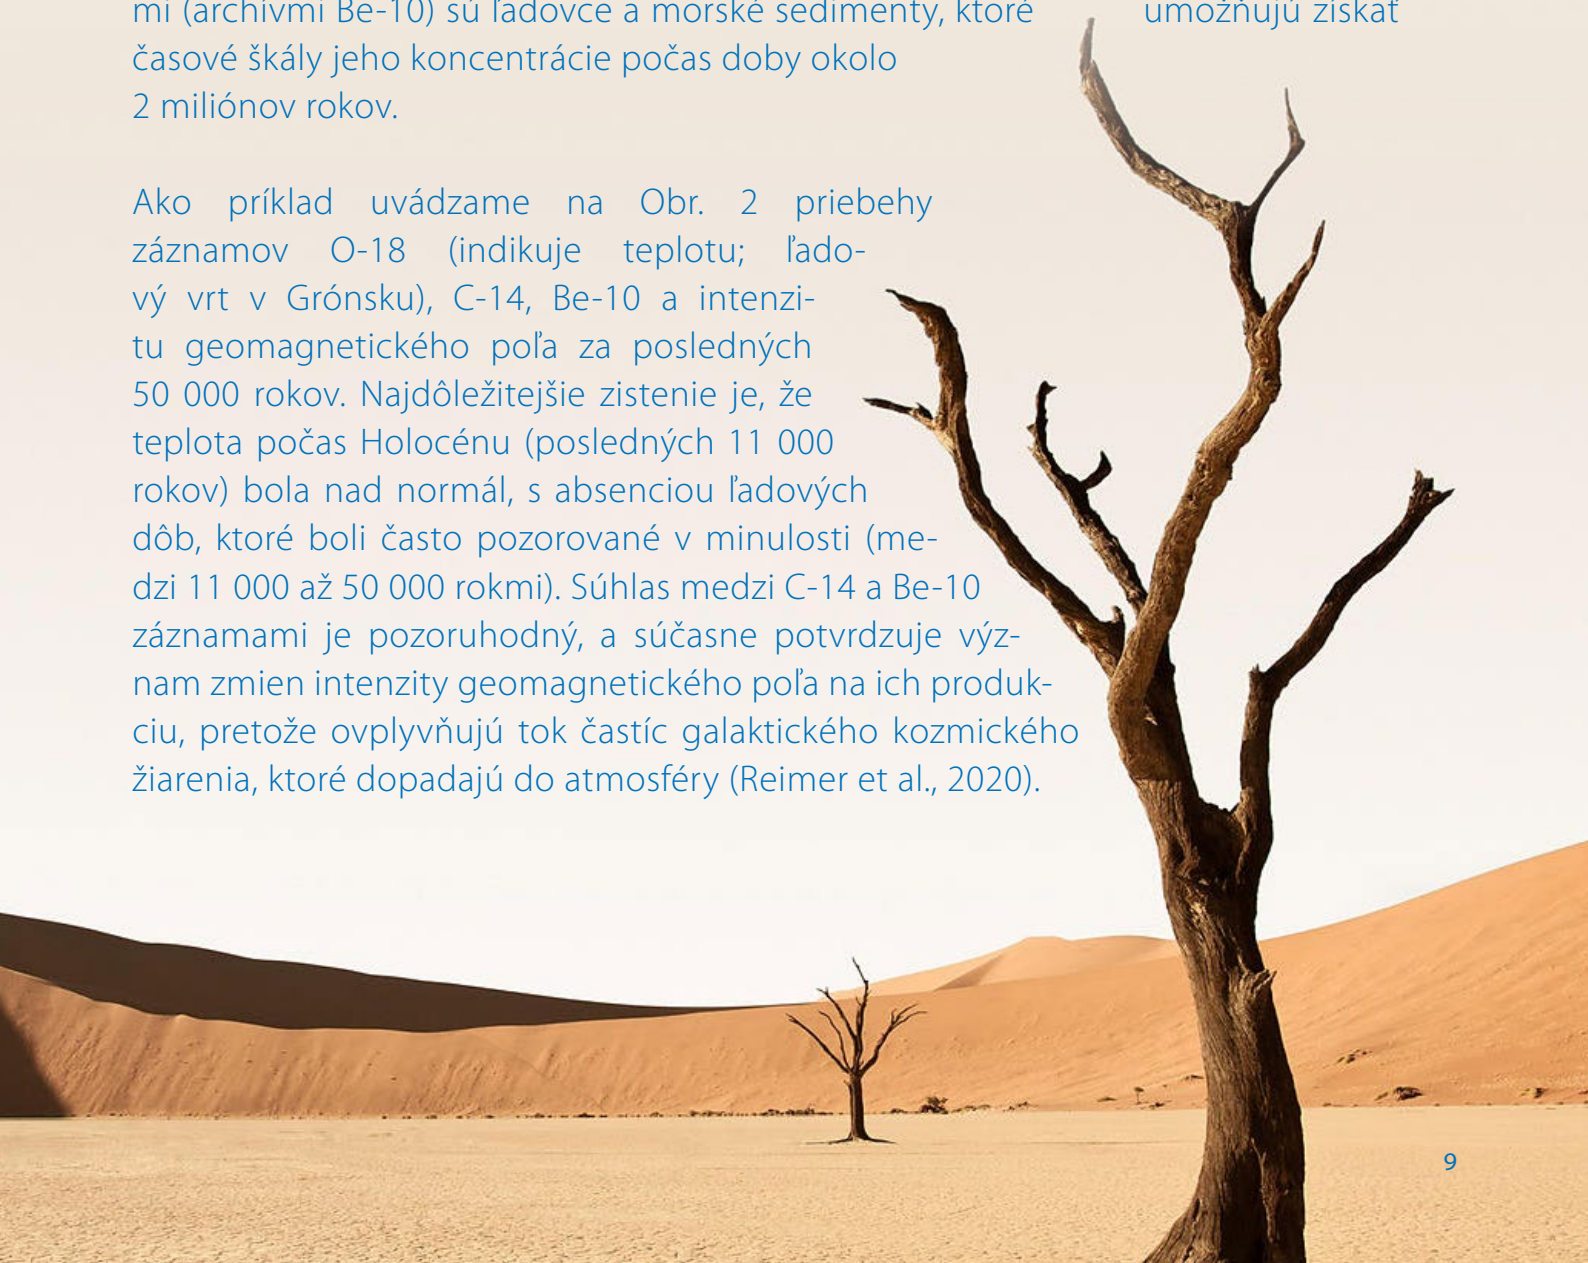 mi (archívmi Be-10) sú ľadovce a morské sedimenty, ktoré umožňujú získať
časové škály jeho koncentrácie počas doby okolo
2 miliónov rokov.
Ako príklad uvádzame na Obr. 2 priebehy
záznamov O-18 (indikuje teplotu; ľado-
vý vrt v Grónsku), C-14, Be-10 a intenzi-
tu geomagnetického poľa za posledných
50 000 rokov. Najdôležitejšie zistenie je, že
teplota počas Holocénu (posledných 11 000
rokov) bola nad normál, s absenciou ľadových
dôb, ktoré boli často pozorované v minulosti (me-
dzi 11 000 až 50 000 rokmi). Súhlas medzi C-14 a Be-10
záznamami je pozoruhodný, a súčasne potvrdzuje výz-
nam zmien intenzity geomagnetického poľa na ich produk-
ciu, pretože ovplyvňujú tok častíc galaktického kozmického
žiarenia, ktoré dopadajú do atmosféry (Reimer et al., 2020).
9